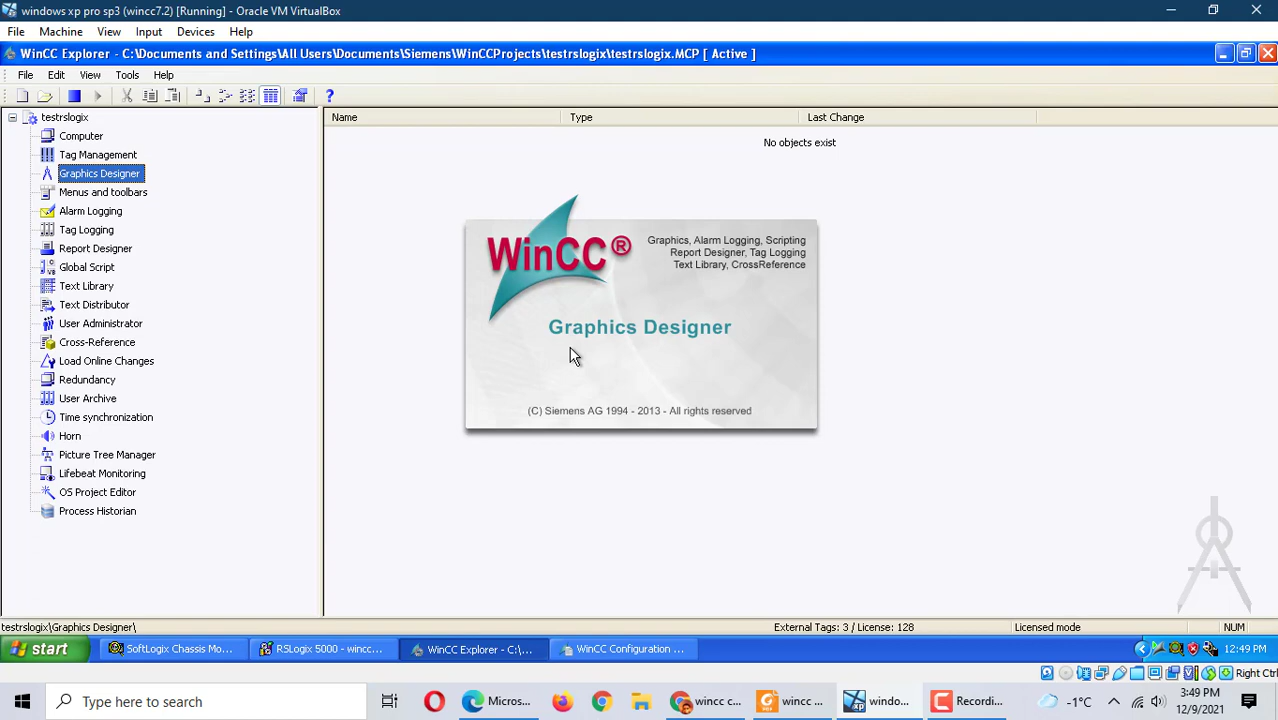 windows xp pro sp3 (wincc7.2) [Running] - Oracle VM VirtualBox
File Machine View Input Devices Help
WinCC Explorer - C:\Documents and Settings\All Users\Documents\Siemens\WinCCProjects\testrslogix\testrslogix.MCP [ Active ]
File Edit View Tools Help
testrslogix
Computer
Tag Management
Graphics Designer
Menus and toolbars
Alarm Logging
Tag Logging
Report Designer
Global Script
Text Library
Text Distributor
User Administrator
Cross-Reference
Load Online Changes
Redundancy
User Archive
Time synchronization
Horn
Picture Tree Manager
Lifebeat Monitoring
OS Project Editor
Process Historian
Name Type Last Change
No objects exist
WinCC®
Graphics, Alarm Logging, Scripting
Report Designer, Tag Logging
Text Library, CrossReference
Graphics Designer
(C) Siemens AG 1994 - 2013 - All rights reserved
testrslogix\Graphics Designer\ External Tags: 3 / License: 128 Licensed mode NUM
start SoftLogix Chassis Mo... RSLogix 5000 - wincc... WinCC Explorer - C:\... WinCC Configuration ... 12:49 PM
Right Ctrl
Type here to search Micros... wincc c... wincc ... windo... Recordi... -1°C 3:49 PM
12/9/2021